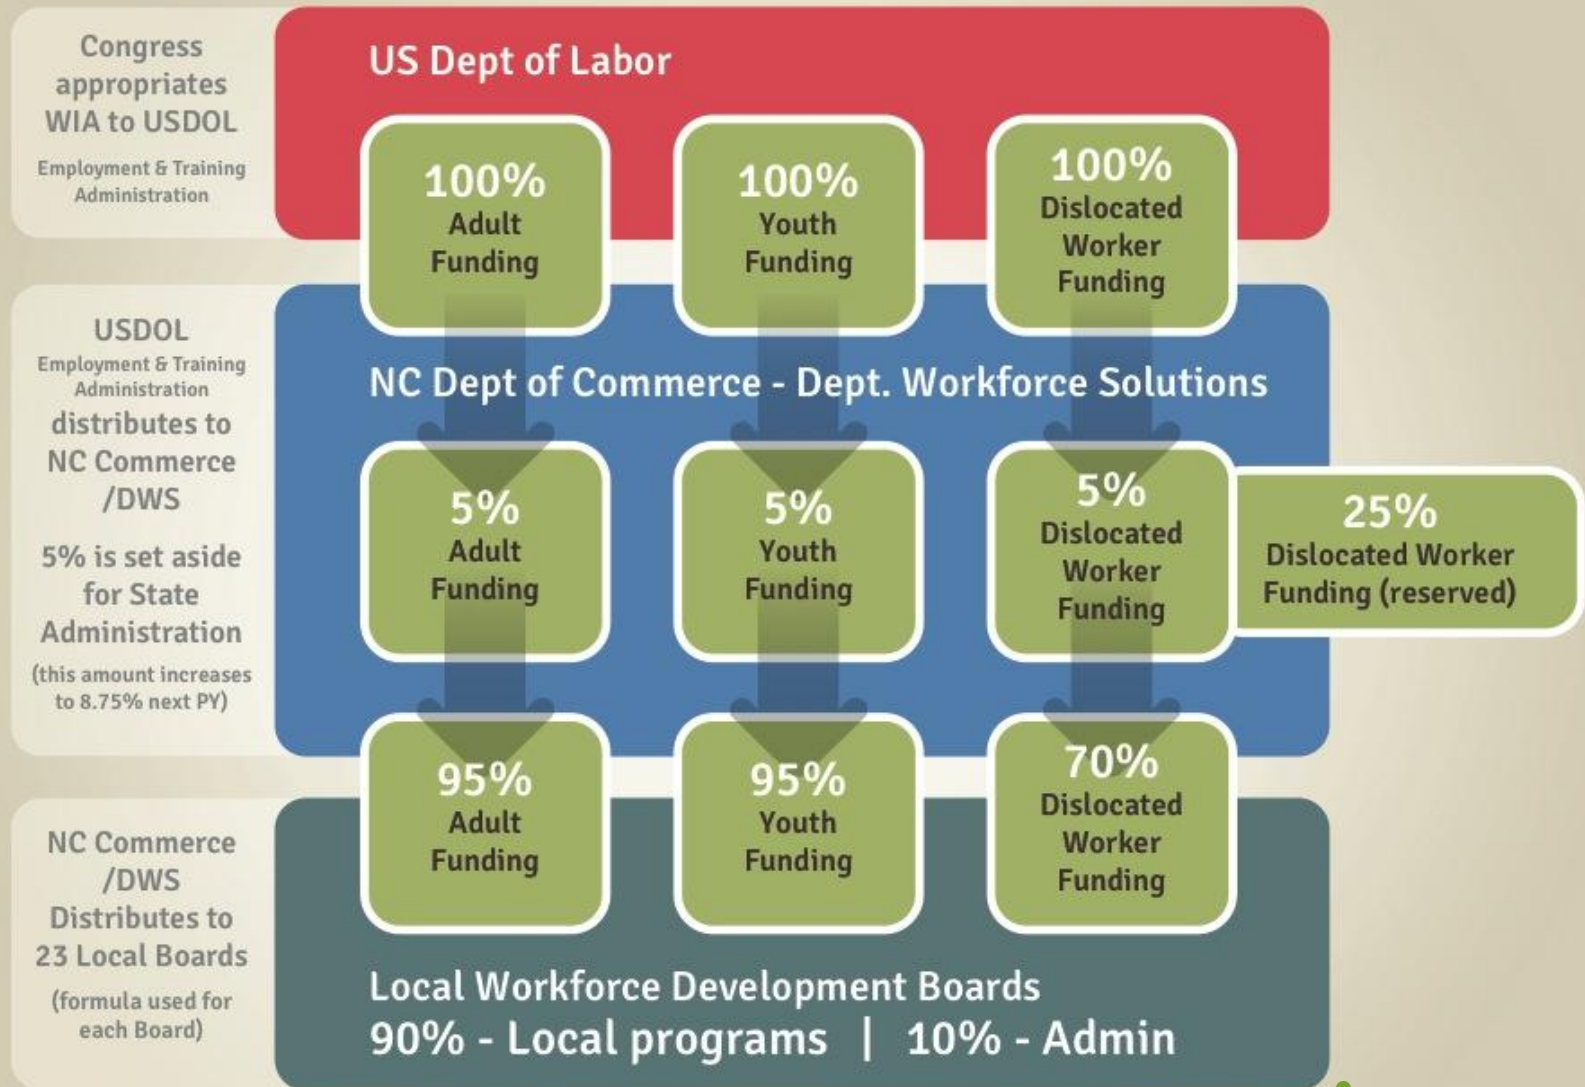 Congress
appropriates
WIA to USDOL
Employment & Training
Administration
US Dept of Labor
100%
Adult
Funding
100%
Youth
Funding
100%
Dislocated
Worker
Funding
USDOL
Employment & Training
Administration
distributes to
NC Commerce
/DWS
5% is set aside
for State
Administration
(this amount increases
to 8.75% next PY)
NC Dept of Commerce - Dept. Workforce Solutions
5%
Adult
Funding
5%
Youth
Funding
5%
Dislocated
Worker
Funding
25%
Dislocated Worker
Funding (reserved)
NC Commerce
/DWS
Distributes to
23 Local Boards
(formula used for
each Board)
95%
Adult
Funding
95%
Youth
Funding
70%
Dislocated
Worker
Funding
Local Workforce Development Boards
90% - Local programs | 10% - Admin